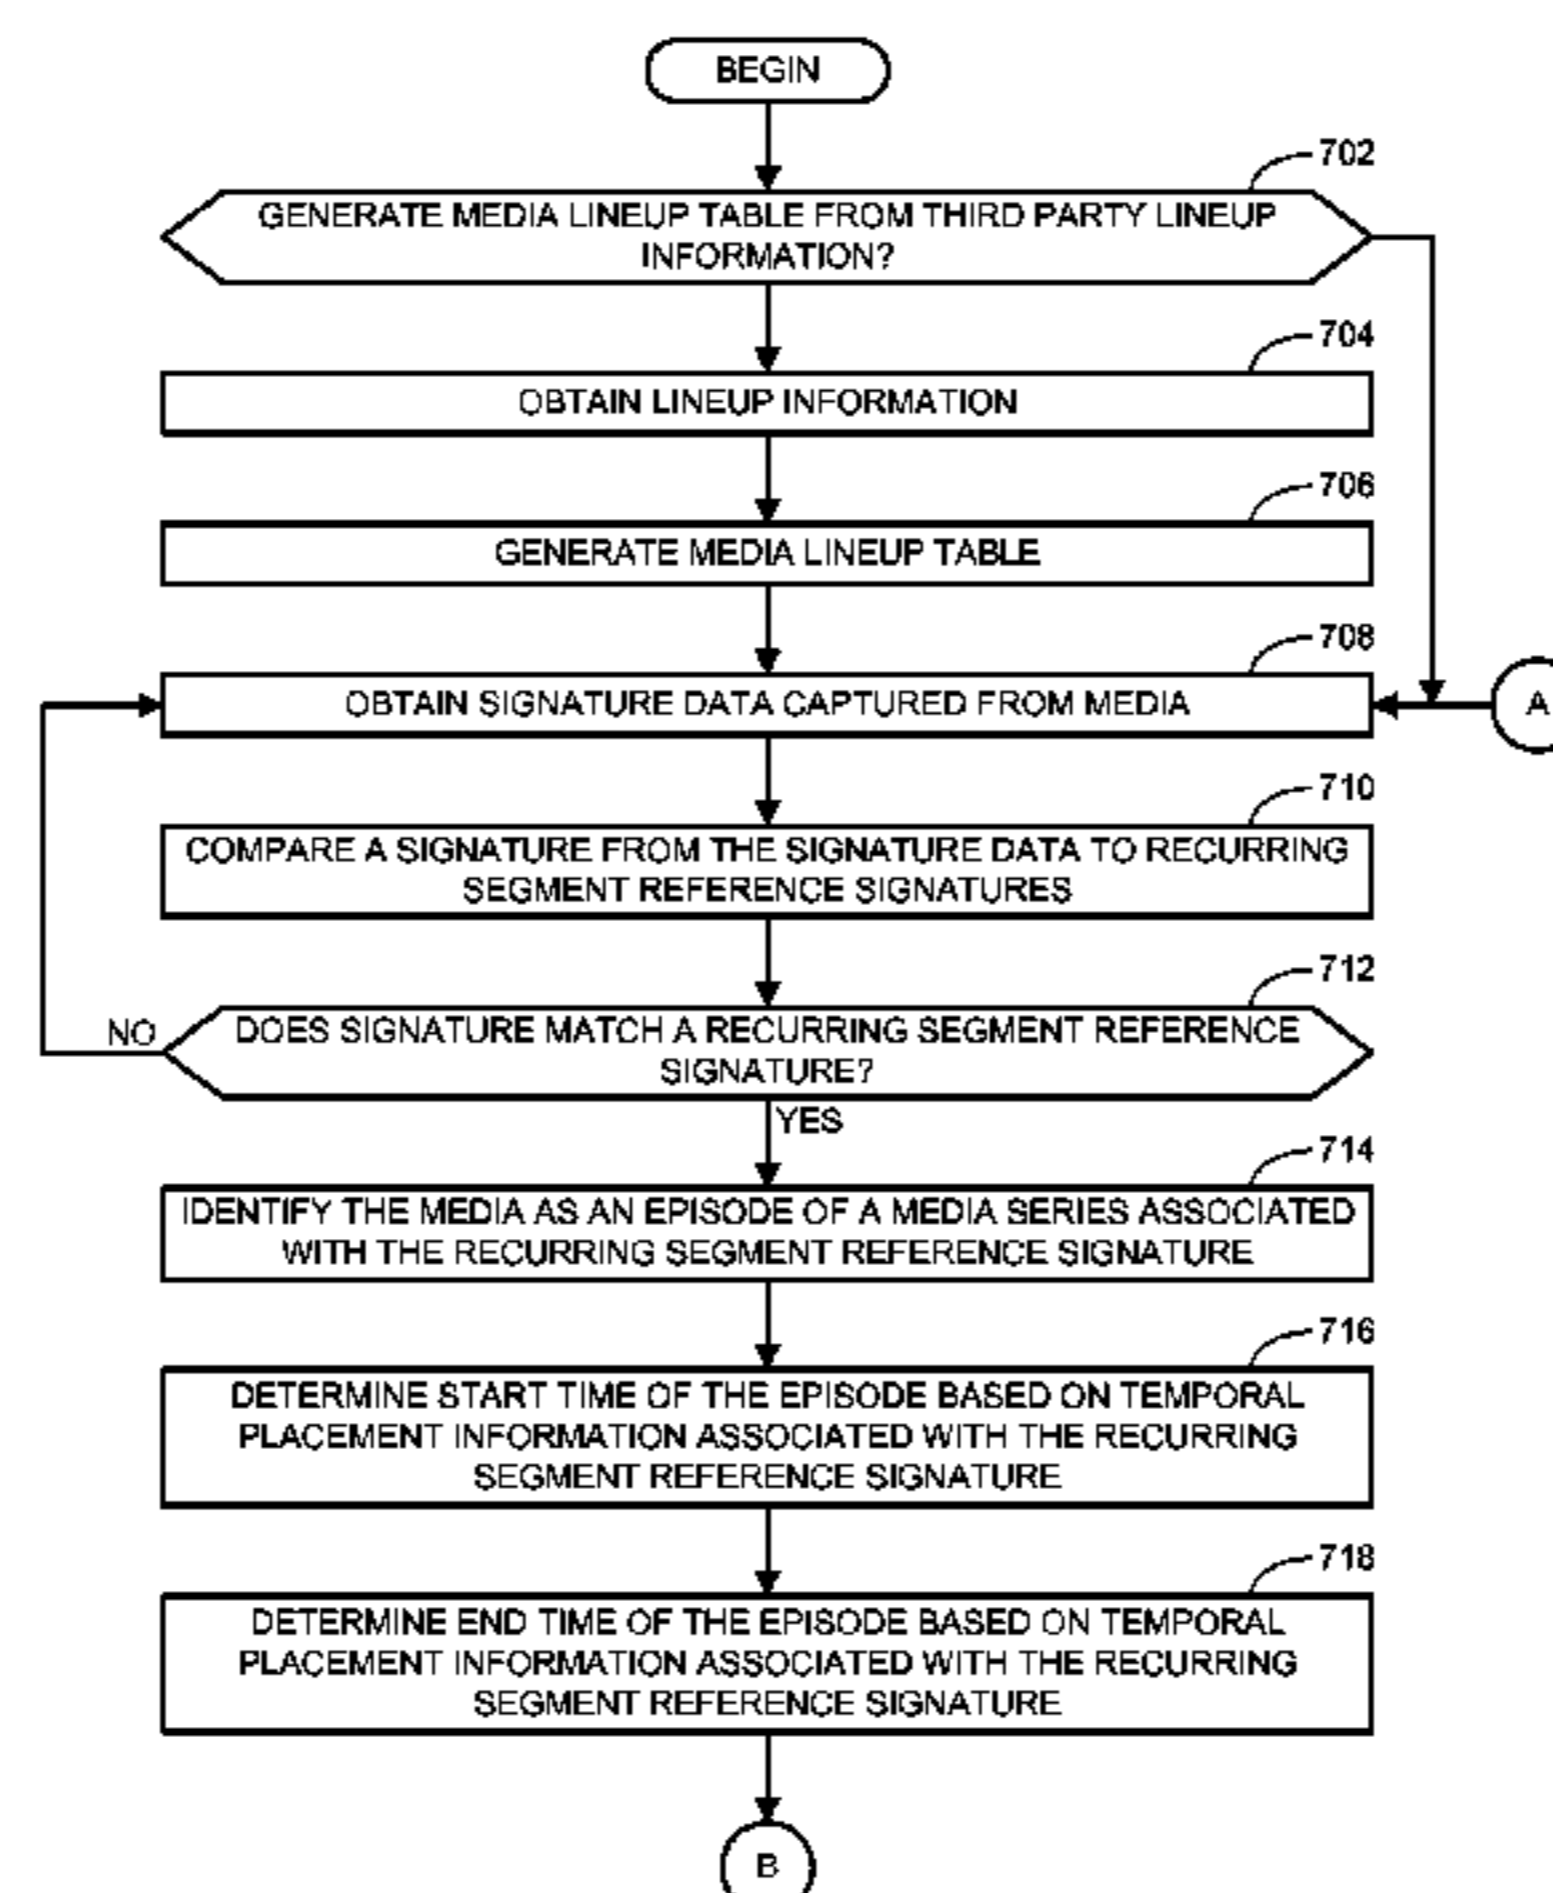 BEGIN
702
GENERATE MEDIA LINEUP TABLE FROM THIRD PARTY LINEUP
INFORMATION?
704
OBTAIN LINEUP INFORMATION
706
GENERATE MEDIA LINEUP TABLE
708
OBTAIN SIGNATURE DATA CAPTURED FROM MEDIA
A
710
COMPARE A SIGNATURE FROM THE SIGNATURE DATA TO RECURRING
SEGMENT REFERENCE SIGNATURES
712
NO
DOES SIGNATURE MATCH A RECURRING SEGMENT REFERENCE
SIGNATURE?
YES
714
IDENTIFY THE MEDIA AS AN EPISODE OF A MEDIA SERIES ASSOCIATED
WITH THE RECURRING SEGMENT REFERENCE SIGNATURE
716
DETERMINE START TIME OF THE EPISODE BASED ON TEMPORAL
PLACEMENT INFORMATION ASSOCIATED WITH THE RECURRING
SEGMENT REFERENCE SIGNATURE
718
DETERMINE END TIME OF THE EPISODE BASED ON TEMPORAL
PLACEMENT INFORMATION ASSOCIATED WITH THE RECURRING
SEGMENT REFERENCE SIGNATURE
B